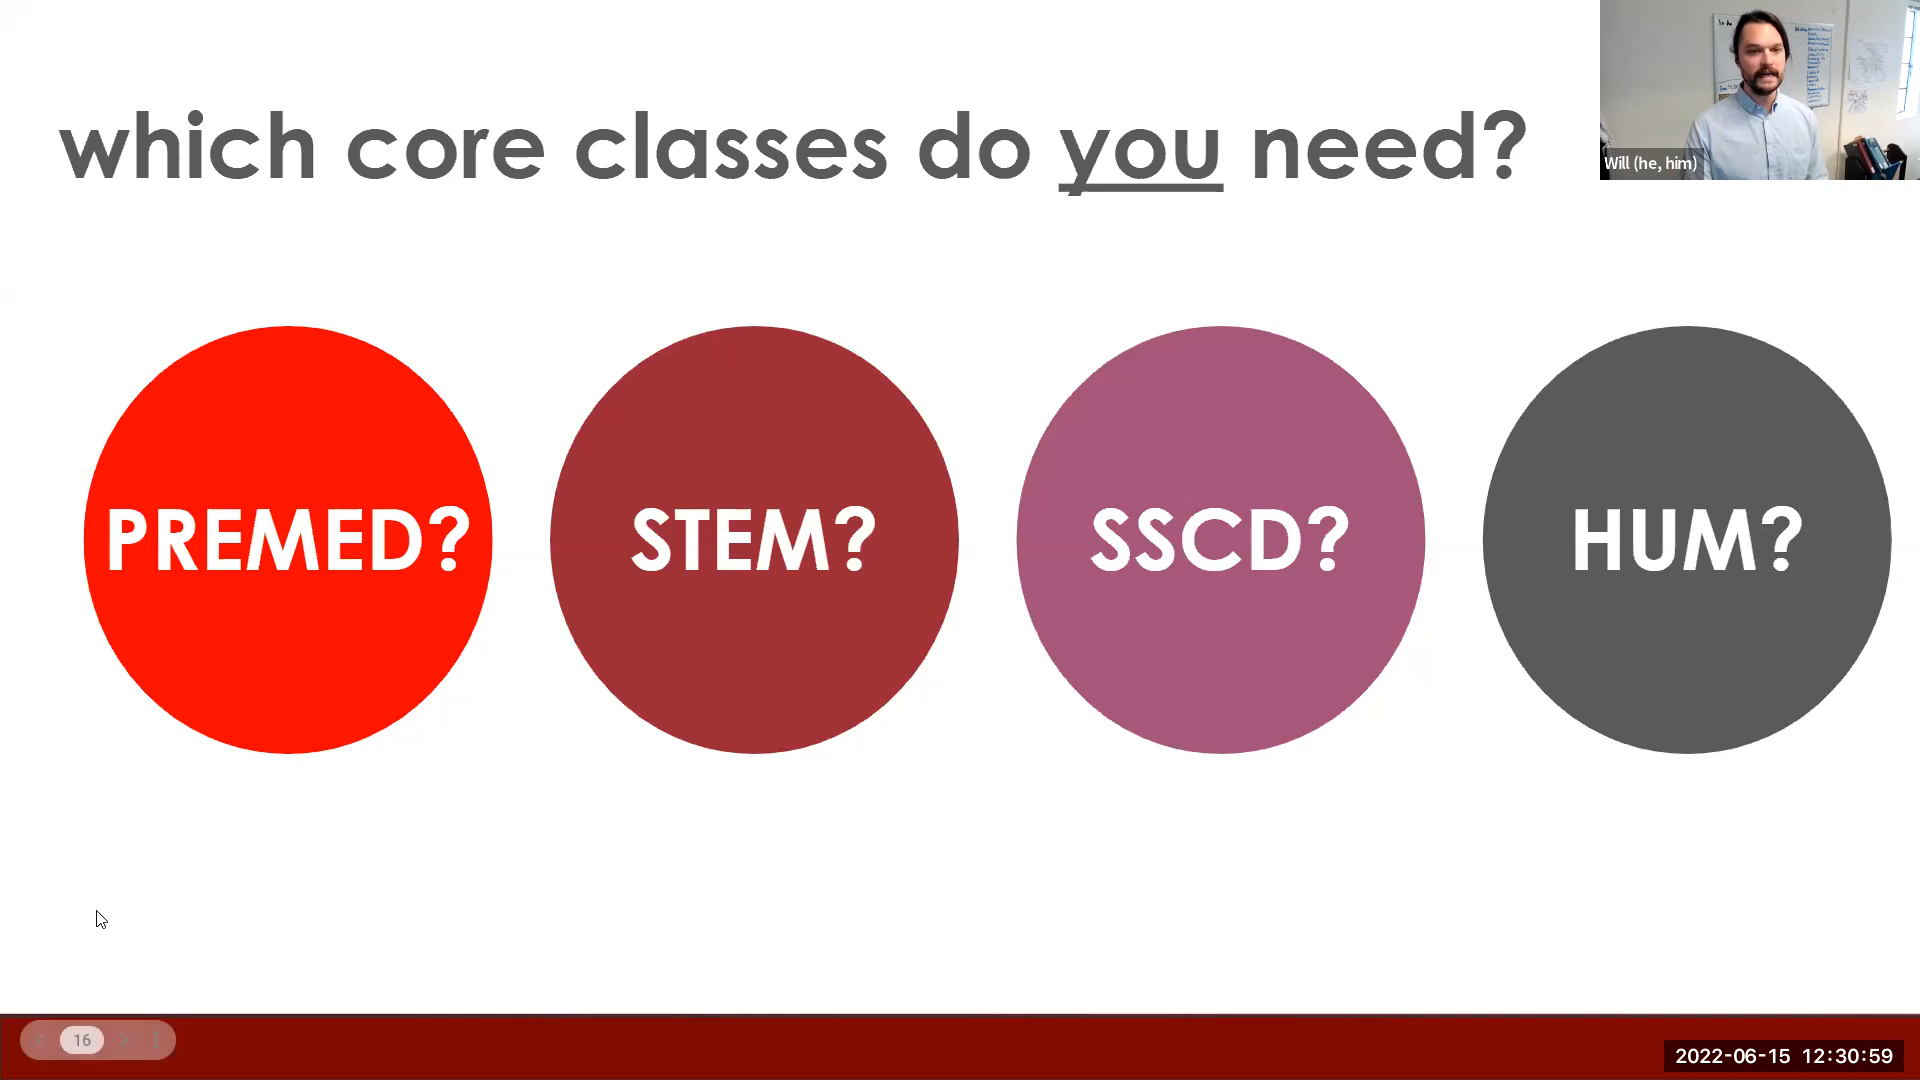 which core classes do you need?
Will (he, him)
PREMED?
STEM?
SSCD?
HUM?
16
2022-06-15 12:30:59